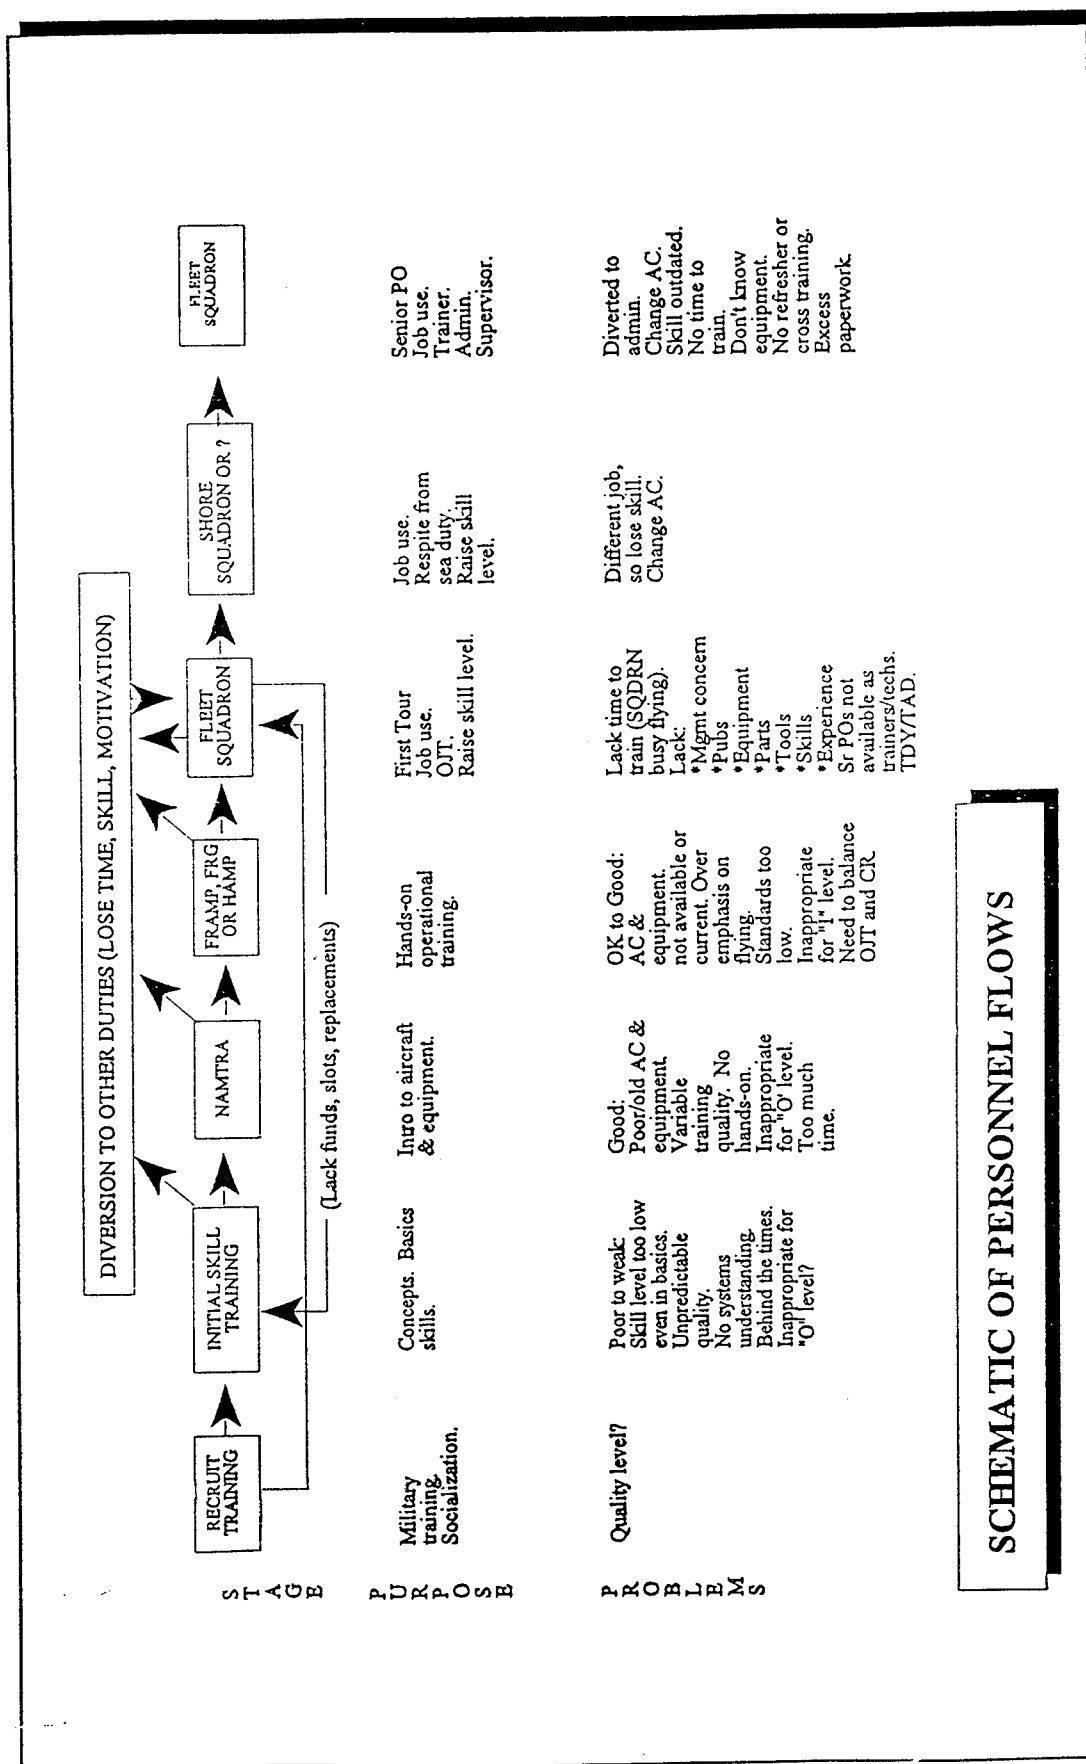 DIVERSION TO OTHER DUTIES (LOSE TIME, SKILL, MOTIVATION)
STAGE
RECRUIT
TRAINING
INITIAL SKILL
TRAINING
NAMTRA
FRAMP, FRG
OR HAMP
FLEET
SQUADRON
SHORE
SQUADRON OR ?
FLEET
SQUADRON
(Lack funds, slots, replacements)
PURPOSE
Military
training.
Socialization.
Concepts. Basics
skills.
Intro to aircraft
& equipment.
Hands-on
operational
training.
First Tour
Job use.
OJT.
Raise skill level.
Job use.
Respite from
sea duty.
Raise skill
level.
Senior PO
Job use.
Trainer.
Admin.
Supervisor.
PROBLEMS
Quality level?
Poor to weak:
Skill level too low
even in basics.
Unpredictable
quality.
No systems
understanding.
Behind the times.
Inappropriate for
"O" level?
Good:
Poor/old AC &
equipment.
Variable
training
quality. No
hands-on.
Inappropriate
for "O' level.
Too much
time.
OK to Good:
AC &
equipment.
not available or
current. Over
emphasis on
flying.
Standards too
low.
Inappropriate
for "I" level.
Need to balance
OJT and CR.
Lack time to
train (SQDRN
busy flying).
Lack:
*Mgmt concern
*Pubs
*Equipment
*Parts
*Tools
*Skills
*Experience
Sr POs not
available as
trainers/techs.
TDY/TAD.
Different job,
so lose skill.
Change AC.
Diverted to
admin.
Change AC.
Skill outdated.
No time to
train.
Don't know
equipment.
No refresher or
cross training.
Excess
paperwork.
SCHEMATIC OF PERSONNEL FLOWS